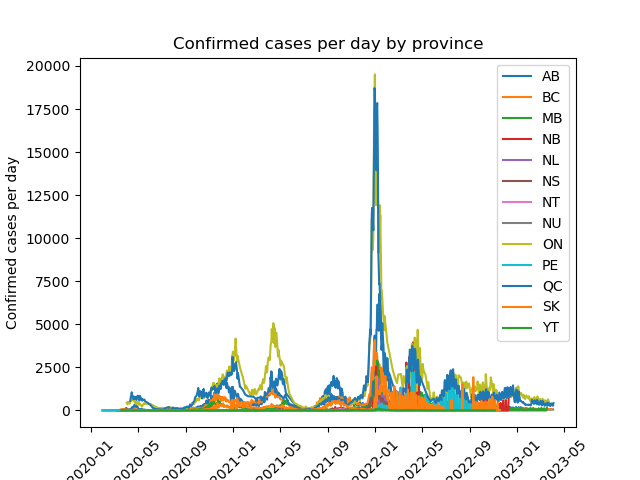 Confirmed cases per day by province
Confirmed cases per day
20000
17500
15000
12500
10000
7500
5000
2500
0
AB
BC
MB
NB
NL
NS
NT
NU
ON
PE
QC
SK
YT
2020-01
2020-05
2020-09
2021-01
2021-05
2021-09
2022-01
2022-05
2022-09
2023-01
2023-05